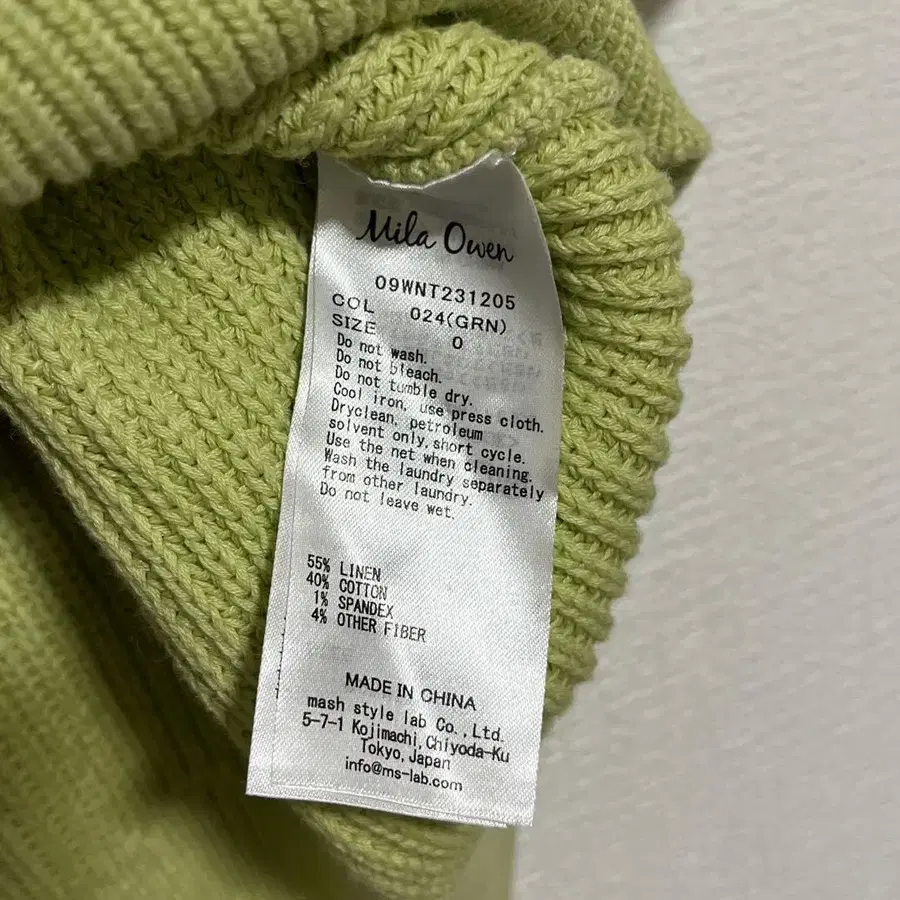 Mila Owen
09WNT231205
COL 024(GRN)
SIZE 0
Do not wash.
Do not bleach.
Do not tumble dry.
Cool iron, use press cloth.
Dryclean, petroleum
solvent only,short cycle.
Use the net when cleaning.
Wash the laundry separately
from other laundry.
Do not leave wet.
55% LINEN
40% COTTON
1% SPANDEX
4% OTHER FIBER
MADE IN CHINA
mash style lab Co.,Ltd.
5-7-1 Kojimachi,Chiyoda-Ku
Tokyo,Japan
info@ms-lab.com